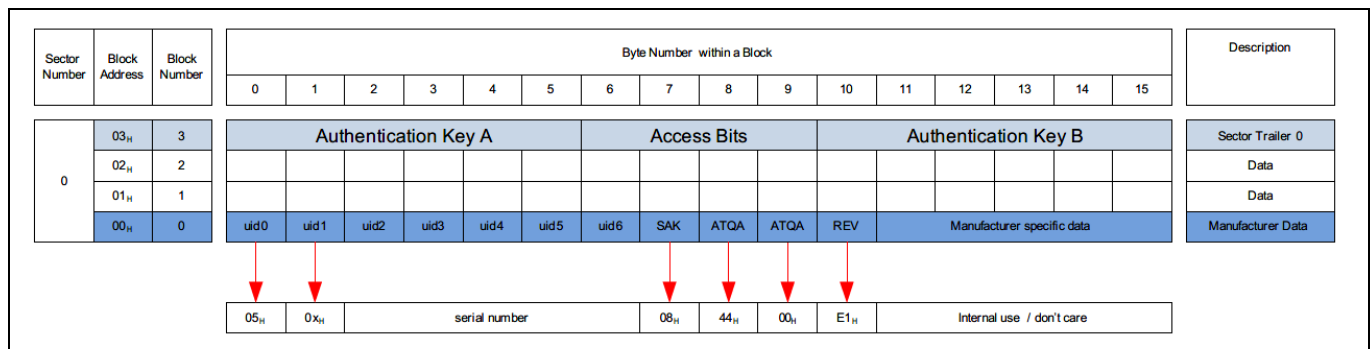 Sector Number Block Address Block Number Byte Number within a Block Description
0 1 2 3 4 5 6 7 8 9 10 11 12 13 14 15
03H 3 Authentication Key A Access Bits Authentication Key B Sector Trailer 0
0 02H 2 Data
01H 1 Data
00H 0 uid0 uid1 uid2 uid3 uid4 uid5 uid6 SAK ATQA ATQA REV Manufacturer specific data Manufacturer Data
05H 0xH serial number 08H 44H 00H E1H Internal use / don't care